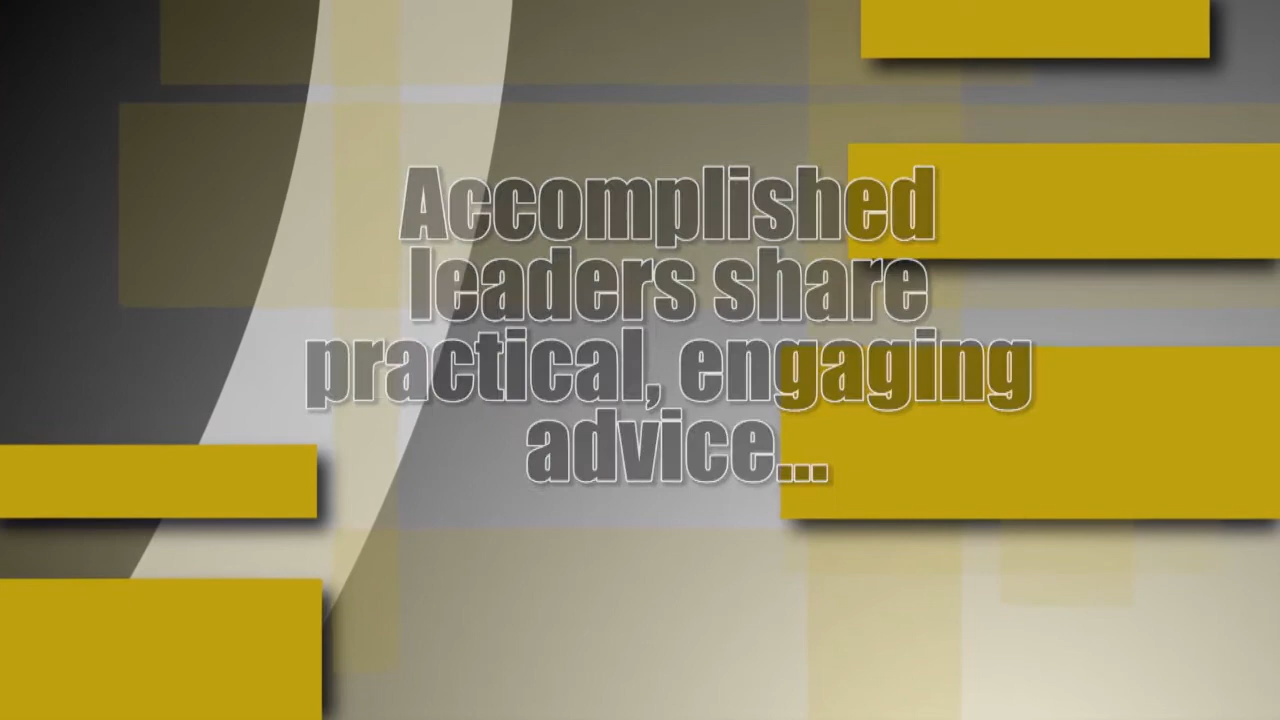 Accomplished
leaders share
practical, engaging
advice...